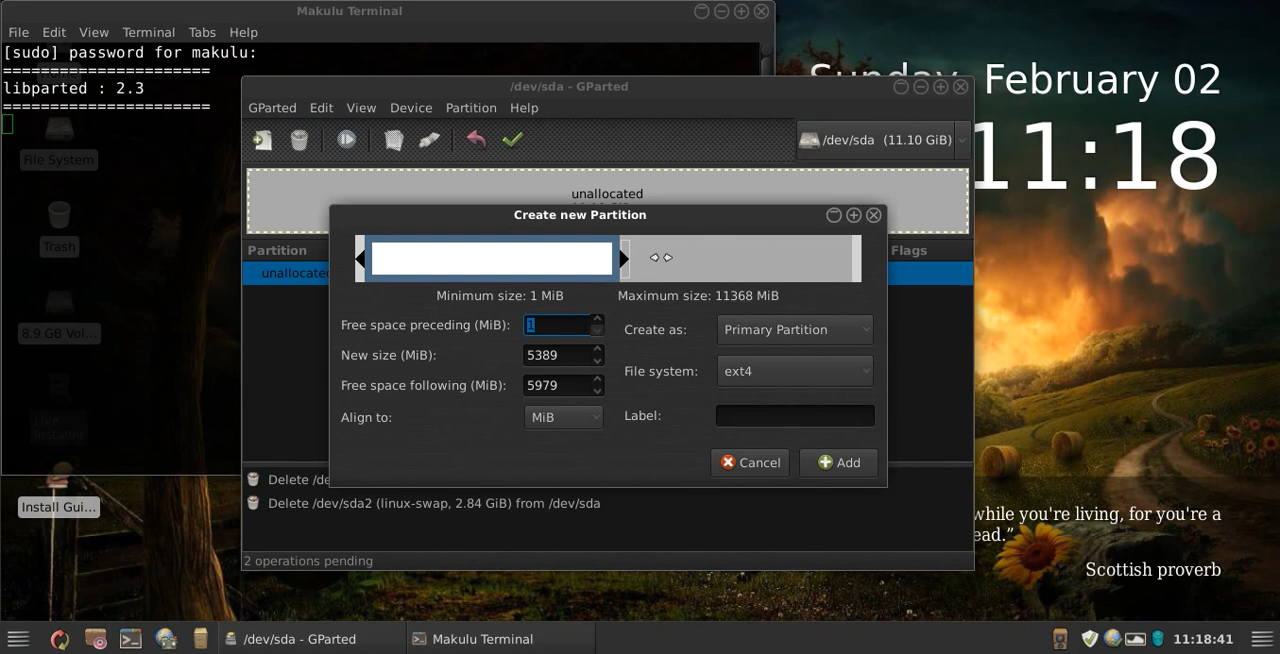 Makulu Terminal
File Edit View Terminal Tabs Help
[sudo] password for makulu:
======================
libparted : 2.3
======================
File System
Trash
8.9 GB Vol...
Live
Installer
Install Gui...
/dev/sda - GParted
GParted Edit View Device Partition Help
/dev/sda (11.10 GiB)
unallocated
Partition
Flags
unallocated
Create new Partition
Minimum size: 1 MiB
Maximum size: 11368 MiB
Free space preceding (MiB): 1
New size (MiB): 5389
Free space following (MiB): 5979
Align to: MiB
Create as: Primary Partition
File system: ext4
Label:
Cancel
Add
Delete /de
Delete /dev/sda2 (linux-swap, 2.84 GiB) from /dev/sda
2 operations pending
Sunday, February 02
11:18
while you're living, for you're a
ead.”
Scottish proverb
/dev/sda - GParted
Makulu Terminal
11:18:41